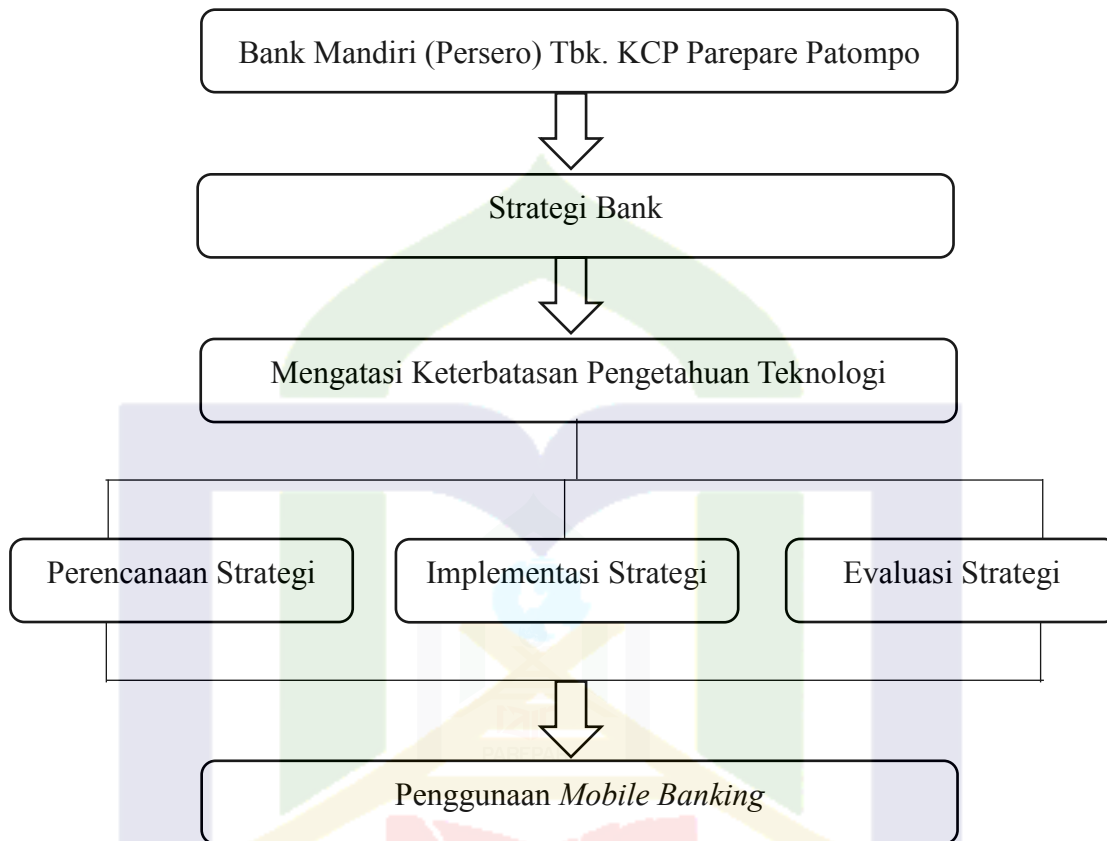 Bank Mandiri (Persero) Tbk. KCP Parepare Patompo
Strategi Bank
Mengatasi Keterbatasan Pengetahuan Teknologi
Perencanaan Strategi
Implementasi Strategi
Evaluasi Strategi
Penggunaan Mobile Banking